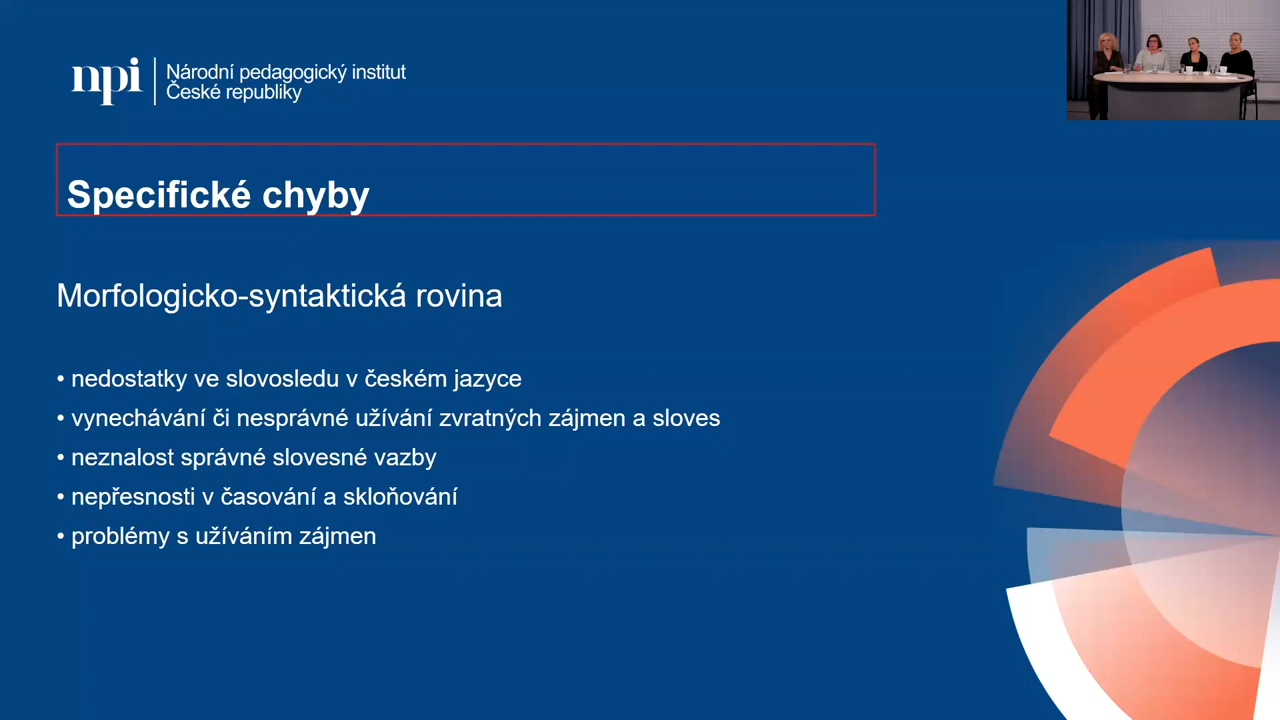 npi
Národní pedagogický institut
České republiky
Specifické chyby
Morfologicko-syntaktická rovina
• nedostatky ve slovosledu v českém jazyce
• vynechávání či nesprávné užívání zvratných zájmen a sloves
• neznalost správné slovesné vazby
• nepřesnosti v časování a skloňování
• problémy s užíváním zájmen